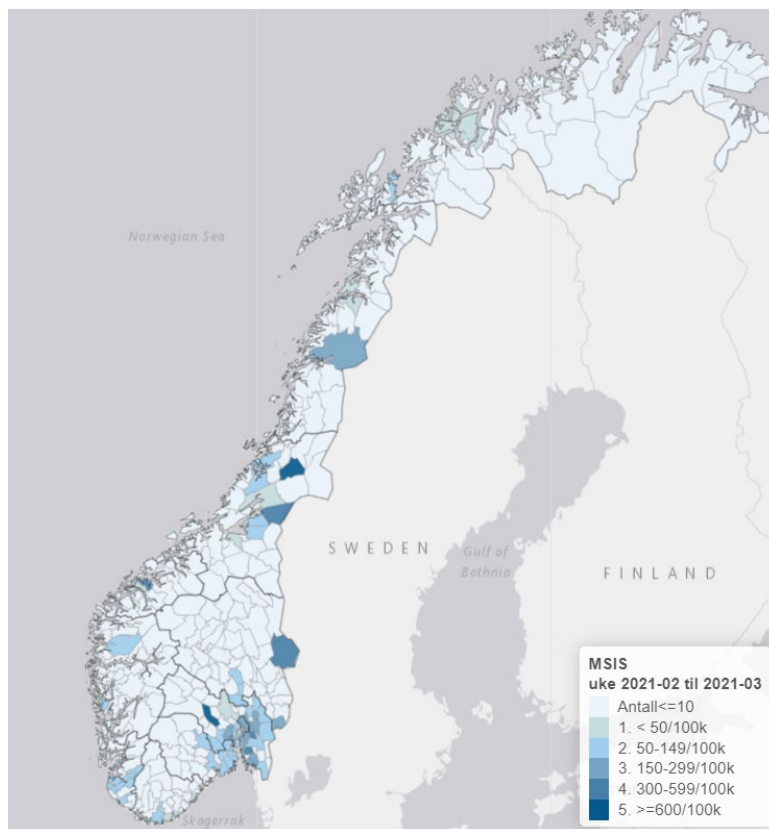 Norwegian Sea
SWEDEN
Gulf of
Bothnia
FINLAND
MSIS
uke 2021-02 til 2021-03
Antall<=10
1. < 50/100k
2. 50-149/100k
3. 150-299/100k
4. 300-599/100k
5. >=600/100k
Skagerrak